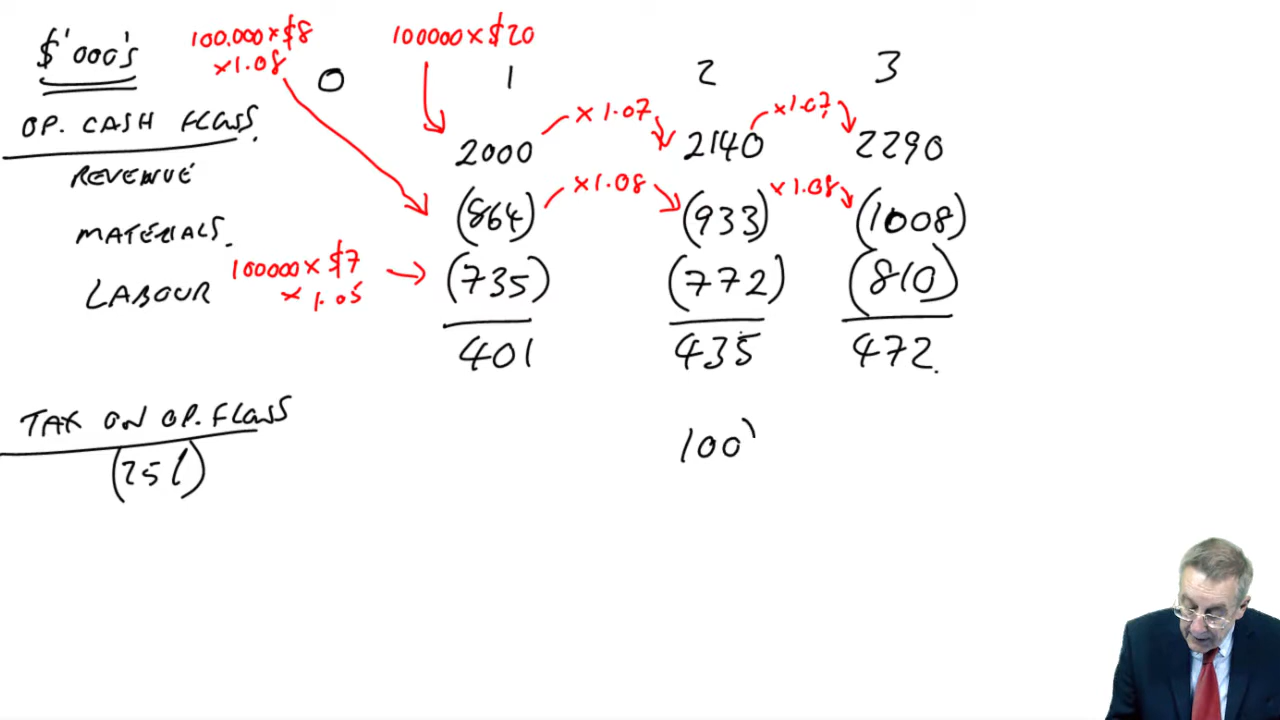 $'000's
100,000 x $8
x 1.08
100000 x $20
0 1 2 3
OP. CASH FLOWS.
2000 x 1.07 2140 x 1.07 2290
REVENUE
(864) x 1.08 (933) x 1.08 (1008)
MATERIALS.
100000 x $7
x 1.05
(735) (772) (810)
LABOUR
401 435 472.
TAX ON OP. FLOWS
100)
(25%)